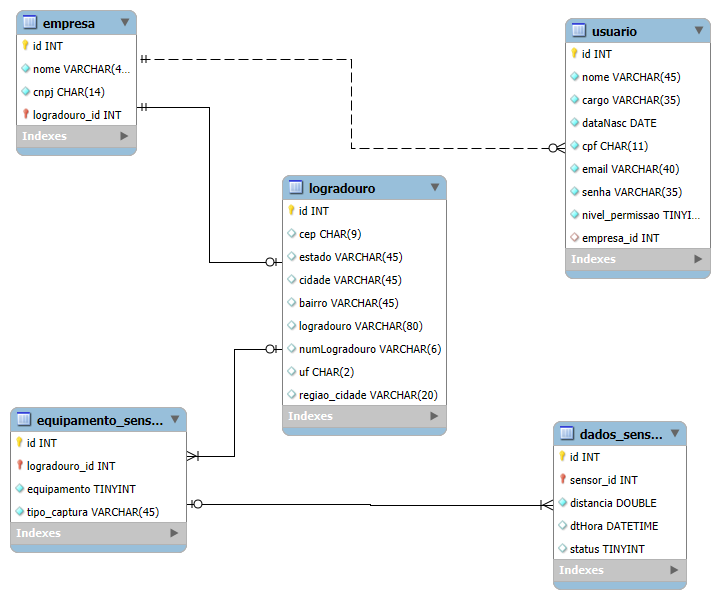 empresa
id INT
nome VARCHAR(4...
cnpj CHAR(14)
logradouro_id INT
Indexes
usuario
id INT
nome VARCHAR(45)
cargo VARCHAR(35)
dataNasc DATE
cpf CHAR(11)
email VARCHAR(40)
senha VARCHAR(35)
nivel_permissao TINYI...
empresa_id INT
Indexes
logradouro
id INT
cep CHAR(9)
estado VARCHAR(45)
cidade VARCHAR(45)
bairro VARCHAR(45)
logradouro VARCHAR(80)
numLogradouro VARCHAR(6)
uf CHAR(2)
regiao_cidade VARCHAR(20)
Indexes
equipamento_sens...
id INT
logradouro_id INT
equipamento TINYINT
tipo_captura VARCHAR(45)
Indexes
dados_sens...
id INT
sensor_id INT
distancia DOUBLE
dtHora DATETIME
status TINYINT
Indexes